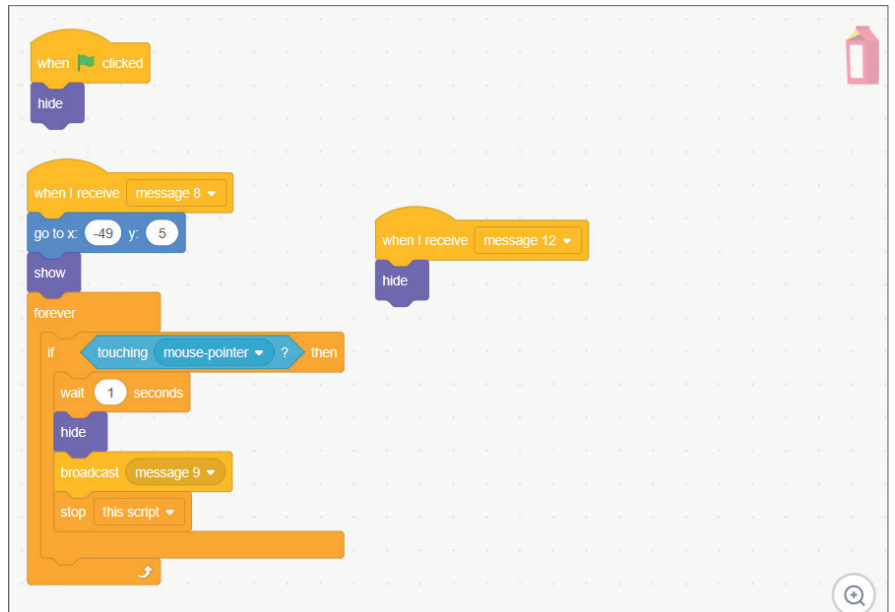 when clicked
hide
when I receive message 8
go to x: -49 y: 5
show
forever
if touching mouse-pointer ? then
wait 1 seconds
hide
broadcast message 9
stop this script
when I receive message 12
hide